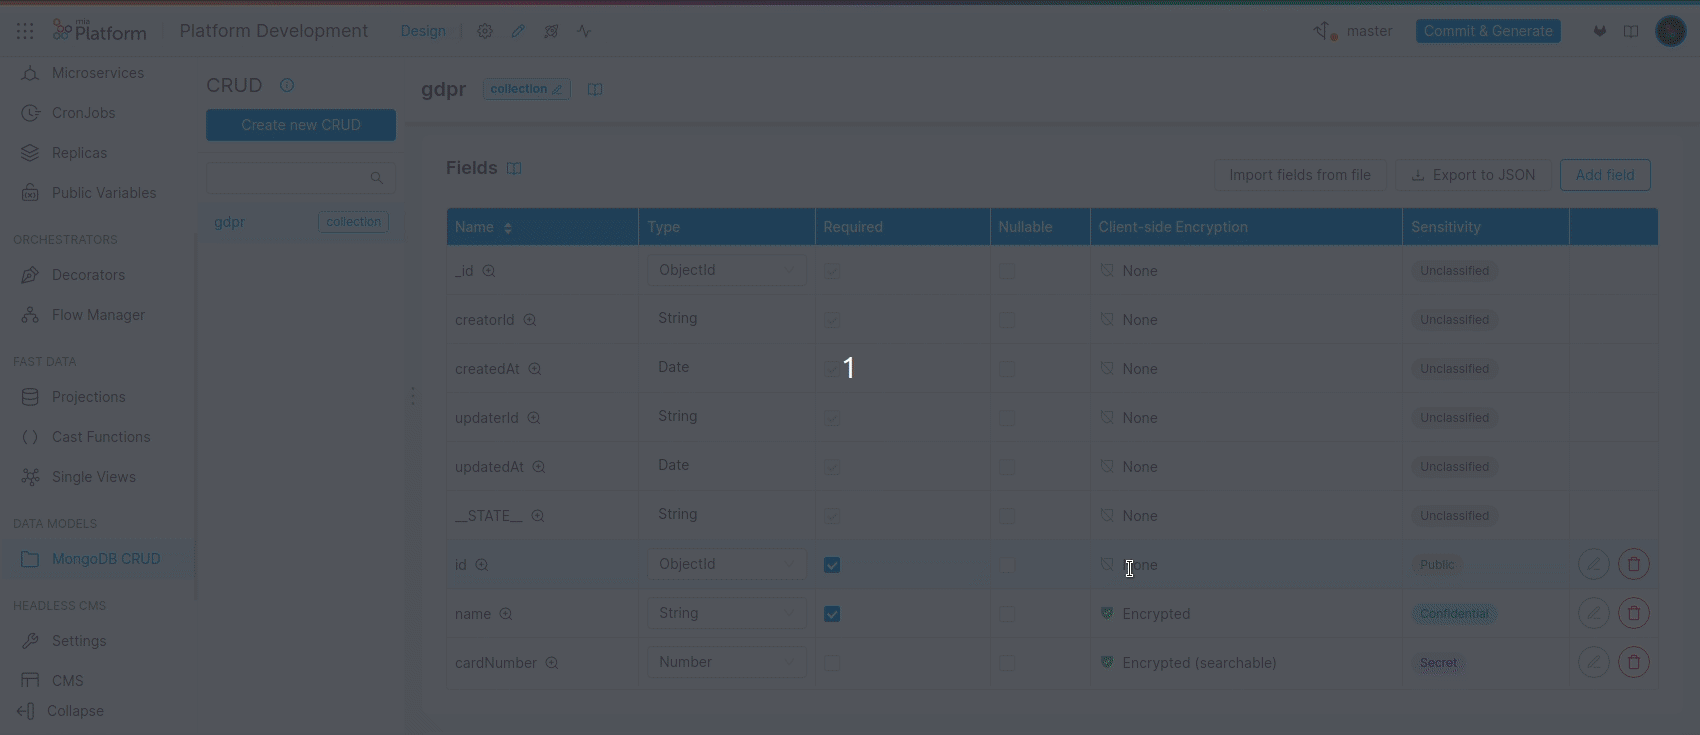 mia
Platform
Platform Development
Design
master
Commit & Generate
Microservices
CronJobs
Replicas
Public Variables
ORCHESTRATORS
Decorators
Flow Manager
FAST DATA
Projections
Cast Functions
Single Views
DATA MODELS
MongoDB CRUD
HEADLESS CMS
Settings
CMS
Collapse
CRUD
Create new CRUD
gdpr collection
gdpr collection
Fields
Import fields from file Export to JSON Add field
Name Type Required Nullable Client-side Encryption Sensitivity
_id ObjectId None Unclassified
creatorId String None Unclassified
createdAt Date None Unclassified
updaterId String None Unclassified
updatedAt Date None Unclassified
__STATE__ String None Unclassified
id ObjectId None Public
name String Encrypted Confidential
cardNumber Number Encrypted (searchable) Secret
1